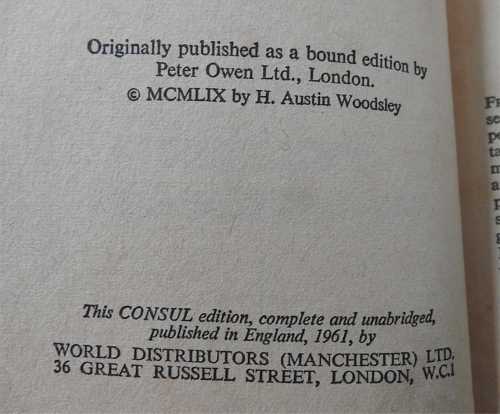 Originally published as a bound edition by
Peter Owen Ltd., London.
© MCMLIX by H. Austin Woodsley
This CONSUL edition, complete and unabridged,
published in England, 1961, by
WORLD DISTRIBUTORS (MANCHESTER) LTD.
36 GREAT RUSSELL STREET, LONDON, W.C.1